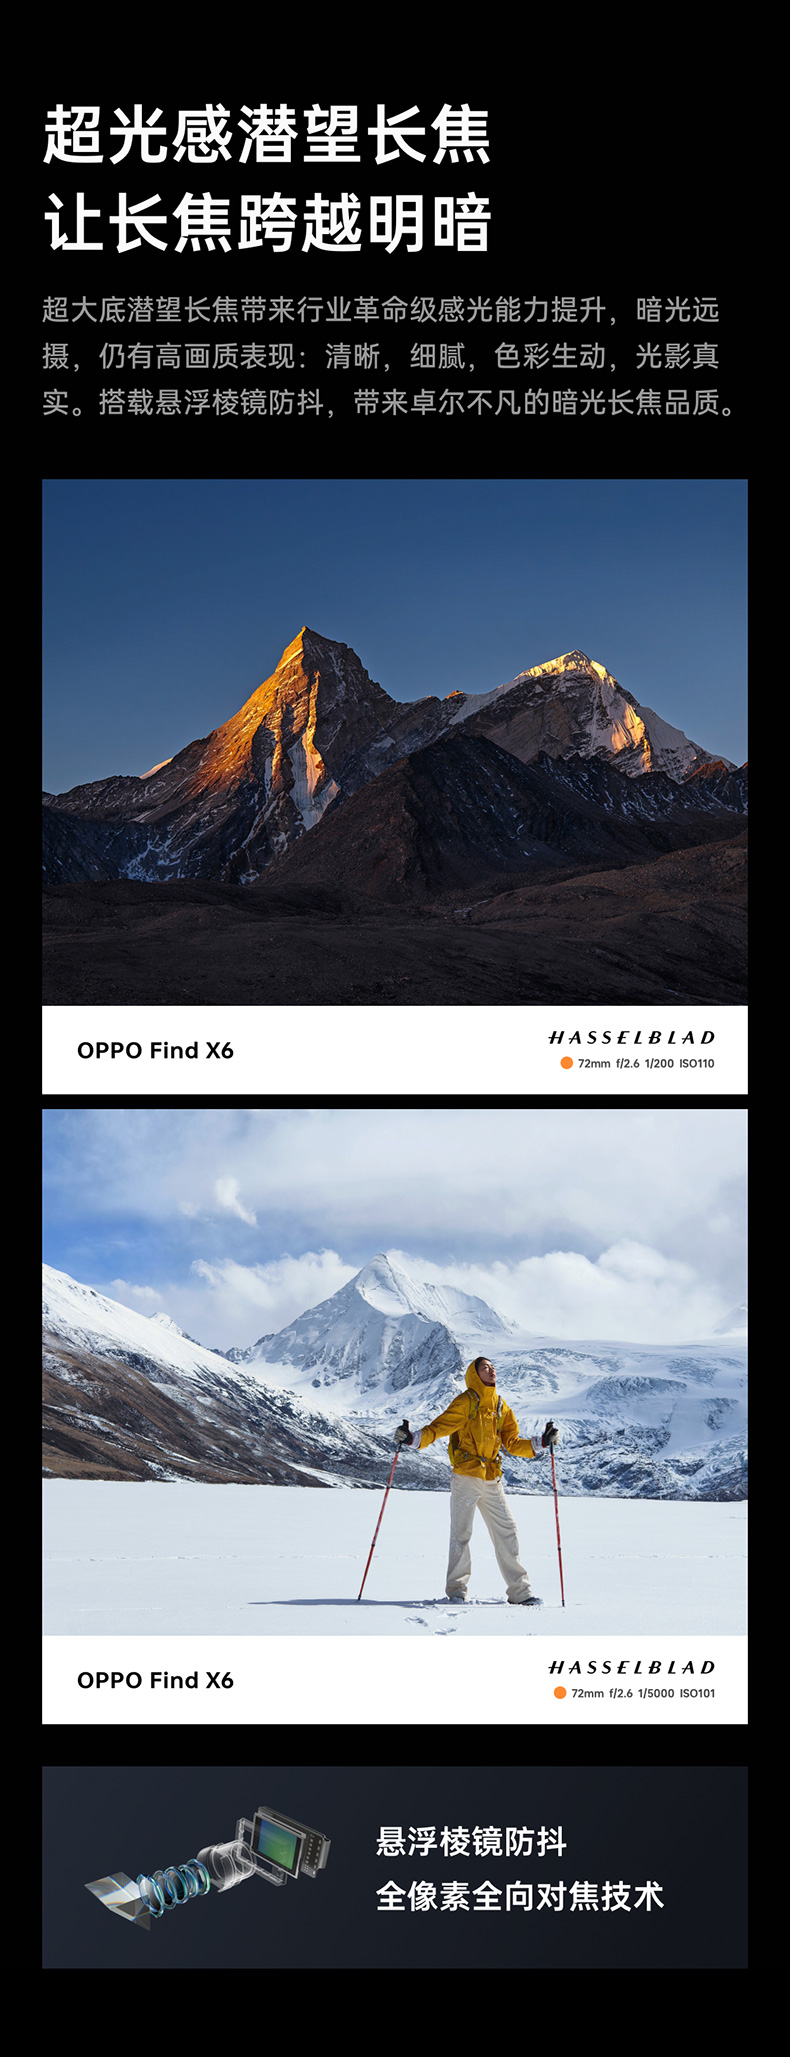 超光感潜望长焦
让长焦跨越明暗
超大底潜望长焦带来行业革命级感光能力提升，暗光远
摄，仍有高画质表现：清晰，细腻，色彩生动，光影真
实。搭载悬浮棱镜防抖，带来卓尔不凡的暗光长焦品质。
OPPO Find X6
HASSELBLAD
72mm f/2.6 1/200 ISO110
OPPO Find X6
HASSELBLAD
72mm f/2.6 1/5000 ISO101
悬浮棱镜防抖
全像素全向对焦技术